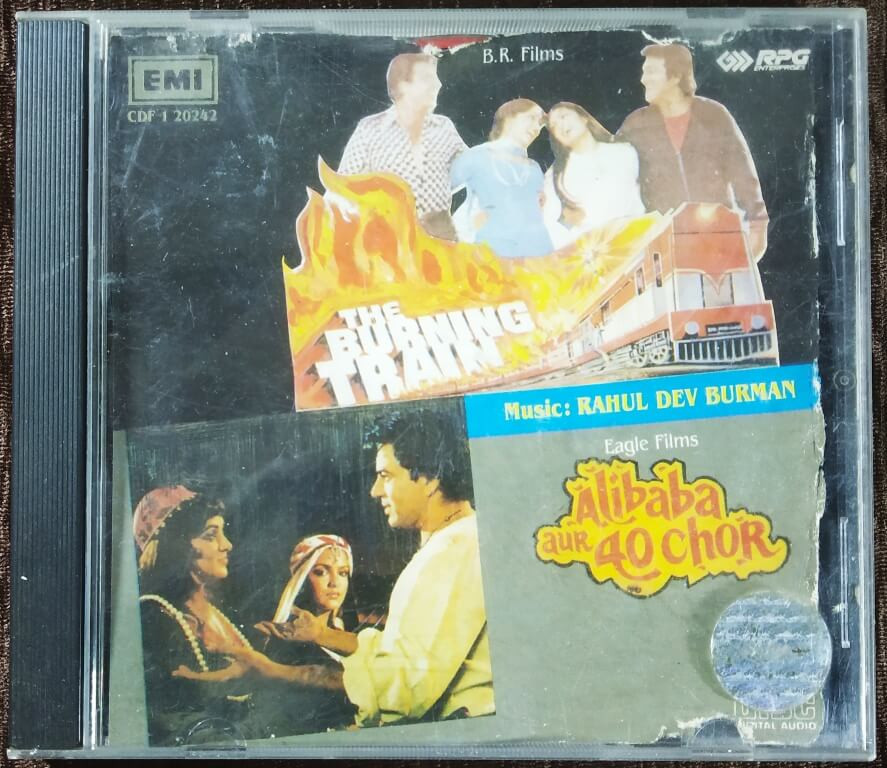 B.R. Films
EMI
CDF 1 20242
RPG
ENTERPRISES
THE
BURNING
TRAIN
Music: RAHUL DEV BURMAN
Eagle Films
Alibaba
aur 40 chor
DIGITAL AUDIO